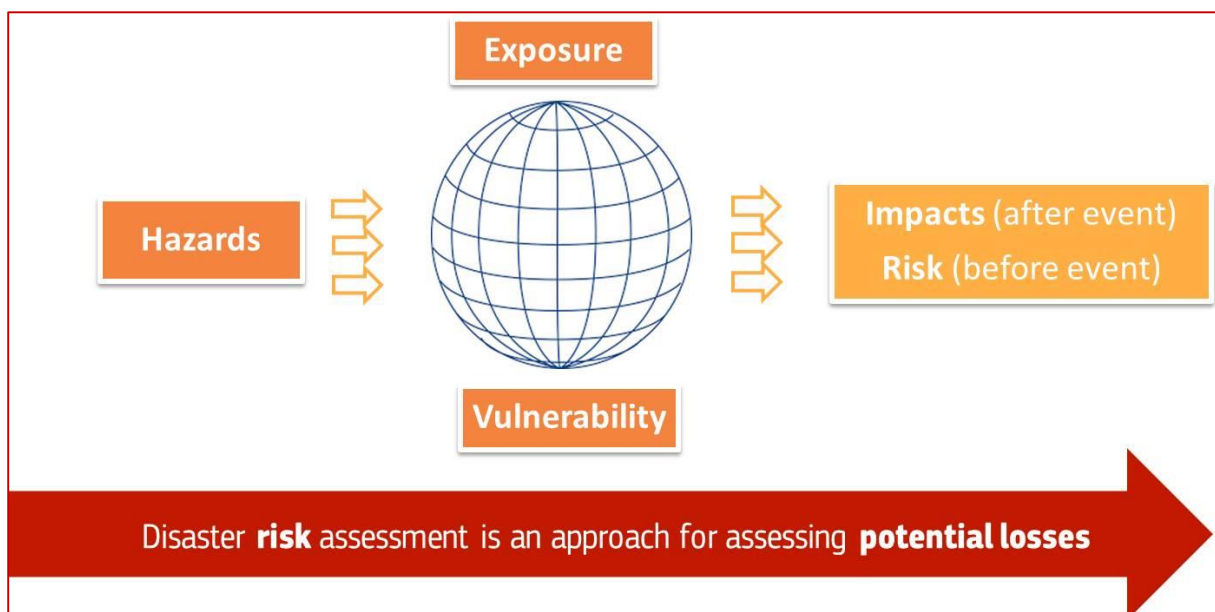 Exposure
Hazards
Impacts (after event)
Risk (before event)
Vulnerability
Disaster risk assessment is an approach for assessing potential losses